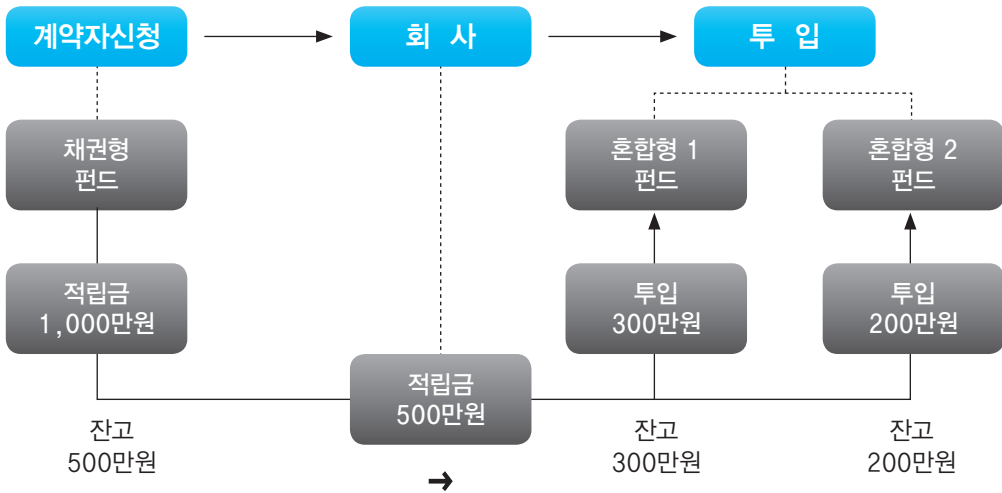 계약자신청
회 사
투 입
채권형
펀드
혼합형 1
펀드
혼합형 2
펀드
적립금
1,000만원
투입
300만원
투입
200만원
적립금
500만원
잔고
500만원
잔고
300만원
잔고
200만원